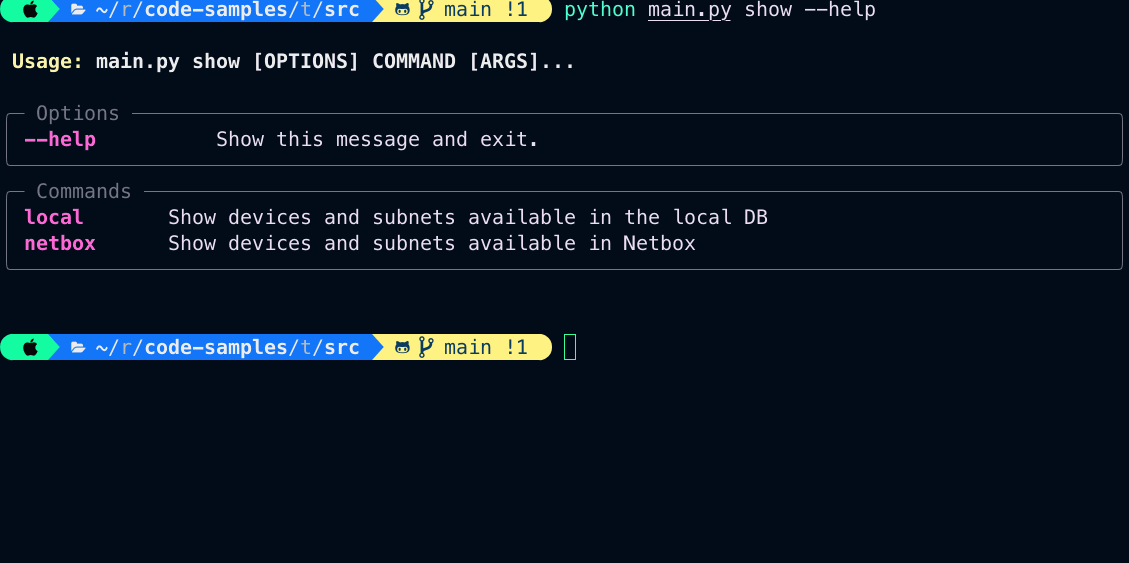 ~/r/code-samples/t/src main !1 python main.py show --help
Usage: main.py show [OPTIONS] COMMAND [ARGS]...
Options
--help Show this message and exit.
Commands
local Show devices and subnets available in the local DB
netbox Show devices and subnets available in Netbox
~/r/code-samples/t/src main !1